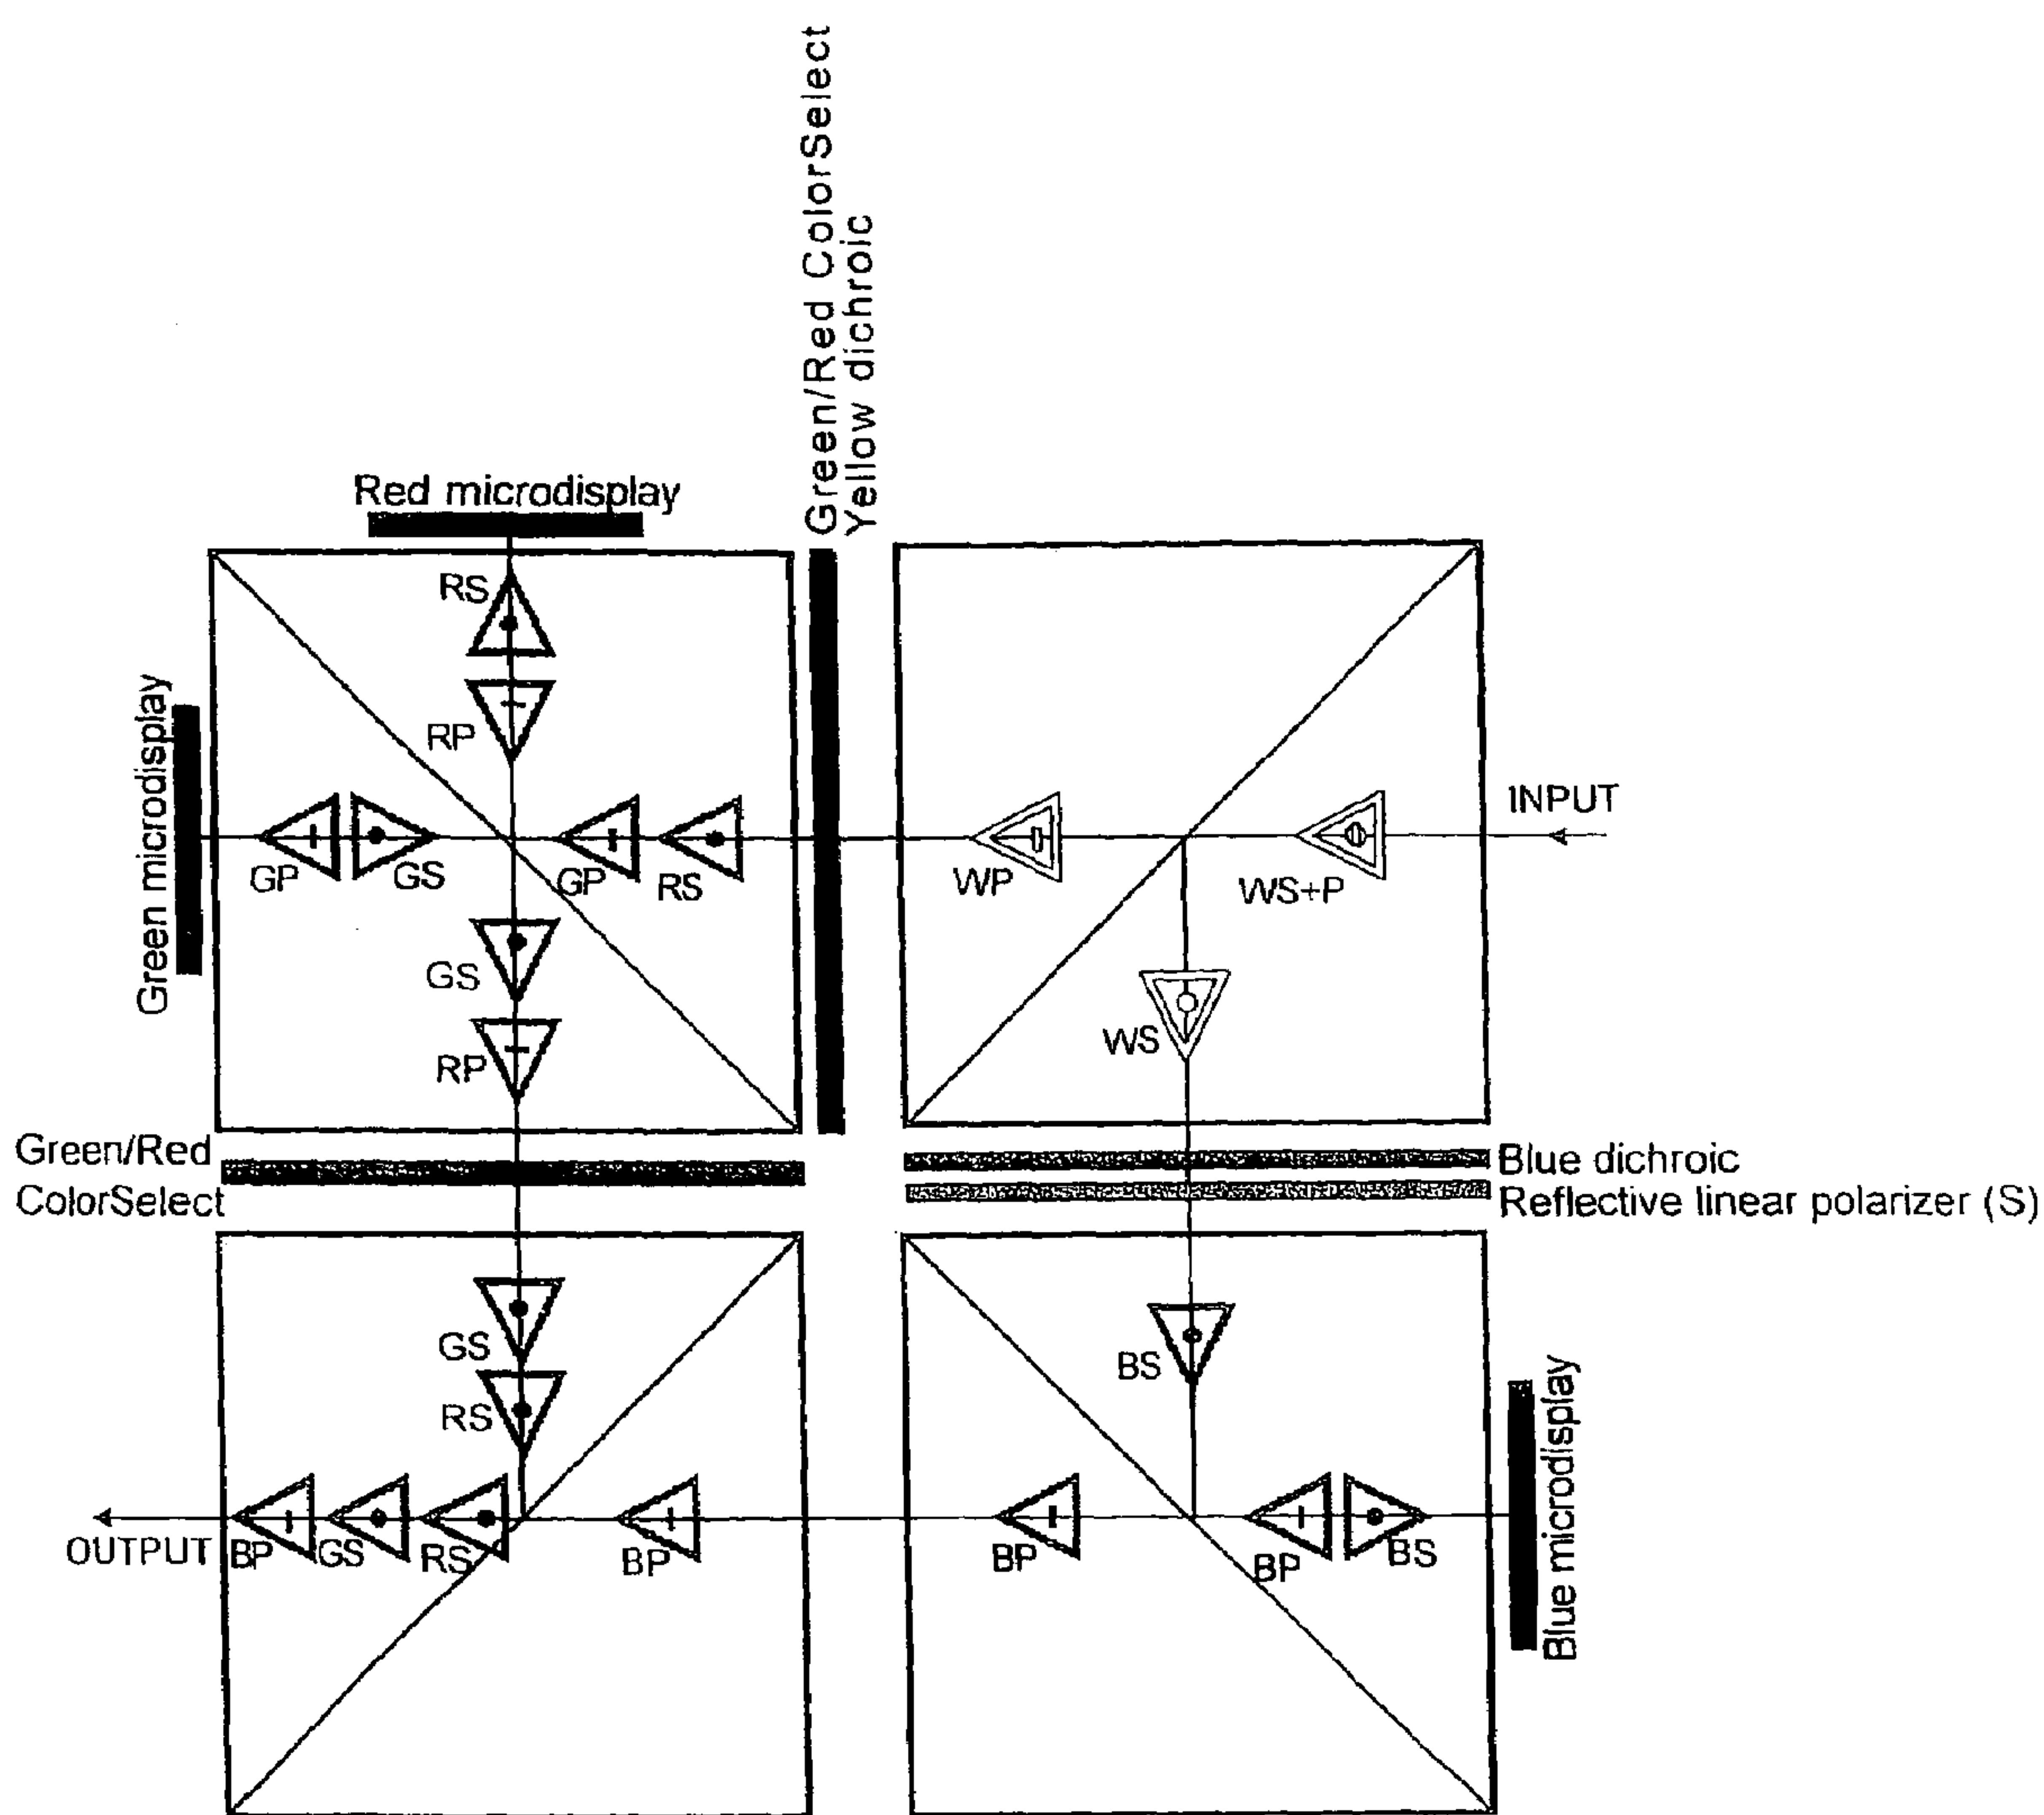 Green/Red ColorSelect
Yellow dichroic
Red microdisplay
Green microdisplay
RS
RP
GP
GS
GP
RS
GS
RP
WP
WS+P
INPUT
WS
Green/Red
ColorSelect
Blue dichroic
Reflective linear polarizer (S)
GS
RS
BS
OUTPUT
BP
GS
RS
BP
BP
BP
BS
Blue microdisplay